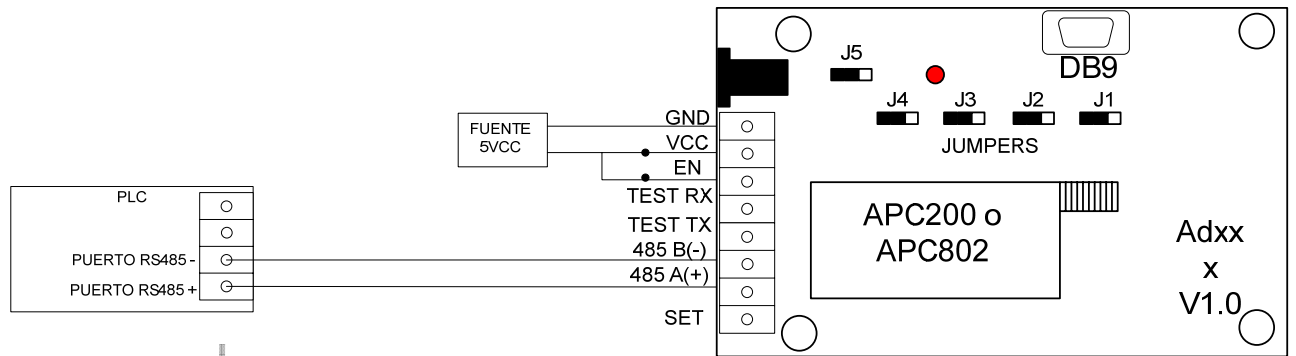 FUENTE
5VCC
PLC
PUERTO RS485 -
PUERTO RS485 +
GND
VCC
EN
TEST RX
TEST TX
485 B(-)
485 A(+)
SET
J5
DB9
J4 J3 J2 J1
JUMPERS
APC200 o
APC802
Adxx
x
V1.0